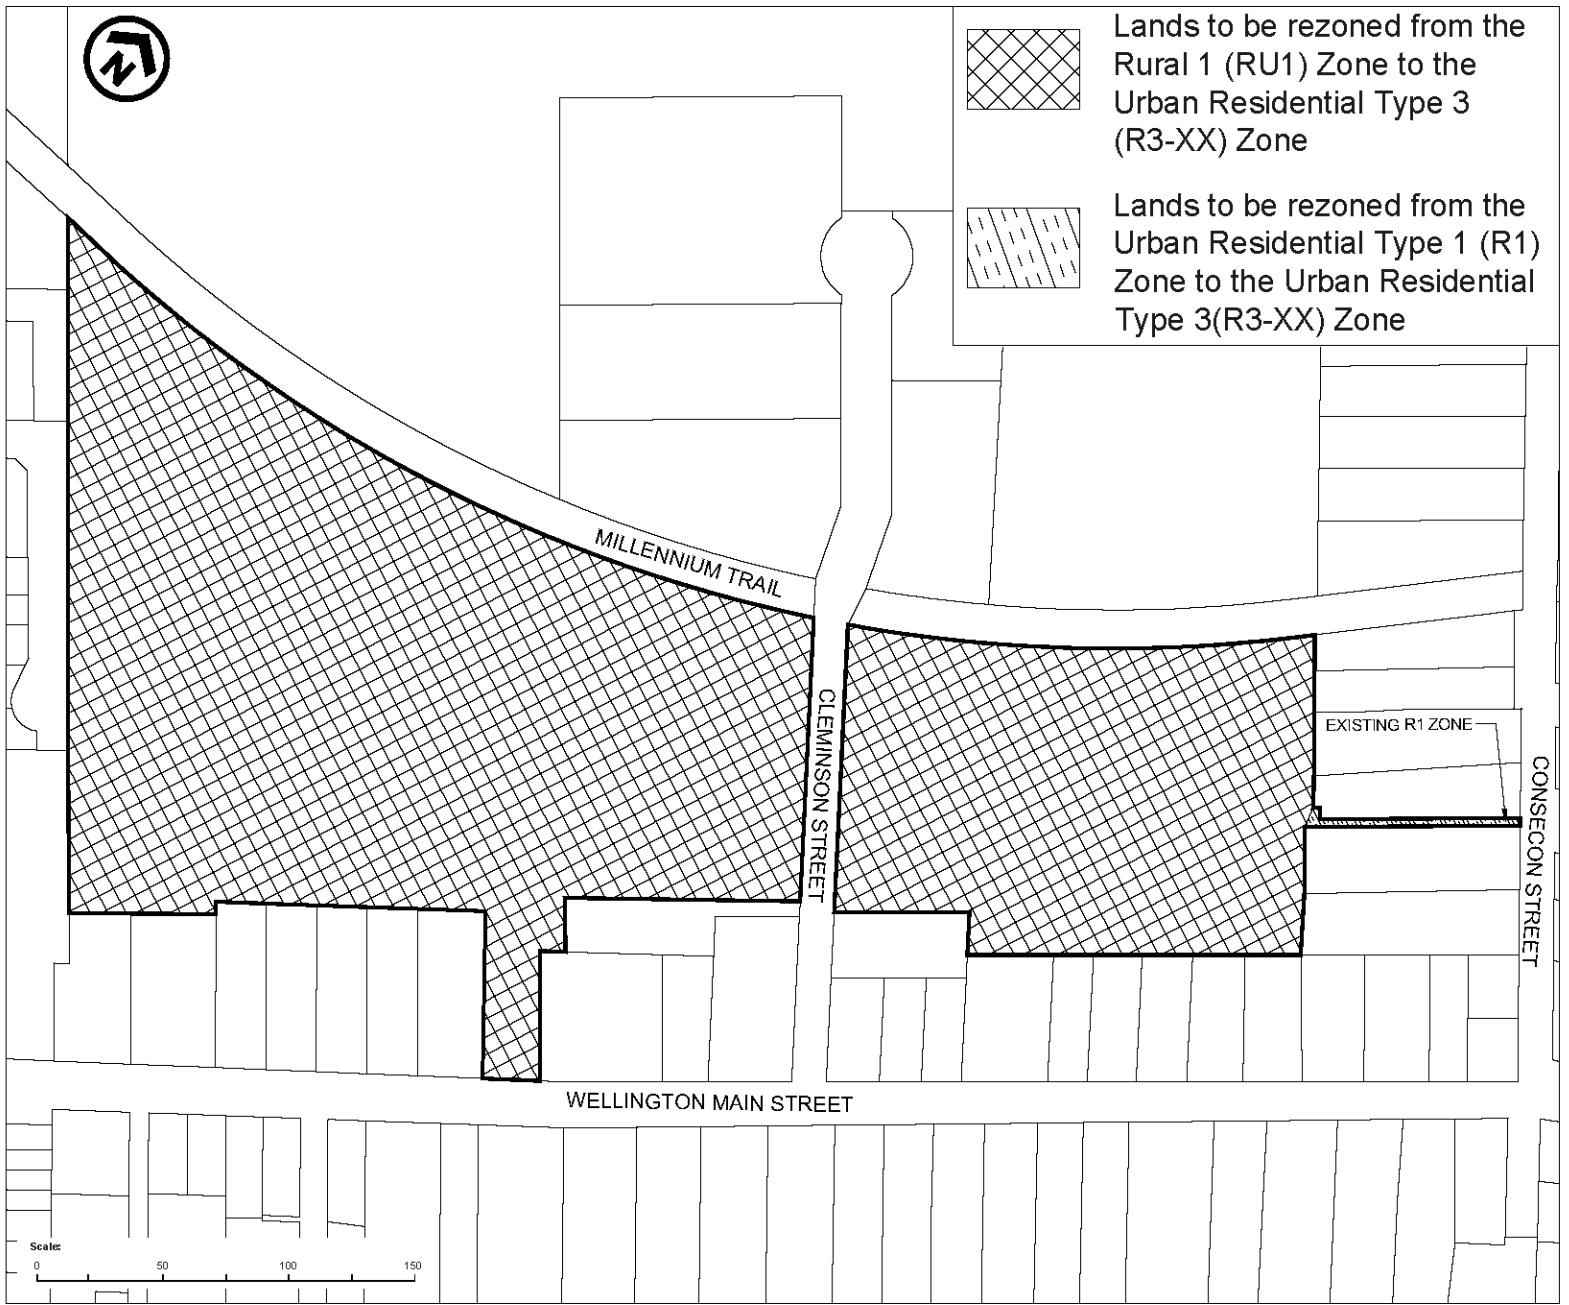 N
Lands to be rezoned from the
Rural 1 (RU1) Zone to the
Urban Residential Type 3
(R3-XX) Zone
Lands to be rezoned from the
Urban Residential Type 1 (R1)
Zone to the Urban Residential
Type 3(R3-XX) Zone
MILLENNIUM TRAIL
CLEMINSON STREET
EXISTING R1 ZONE
CONSECON STREET
WELLINGTON MAIN STREET
Scale:
0 50 100 150